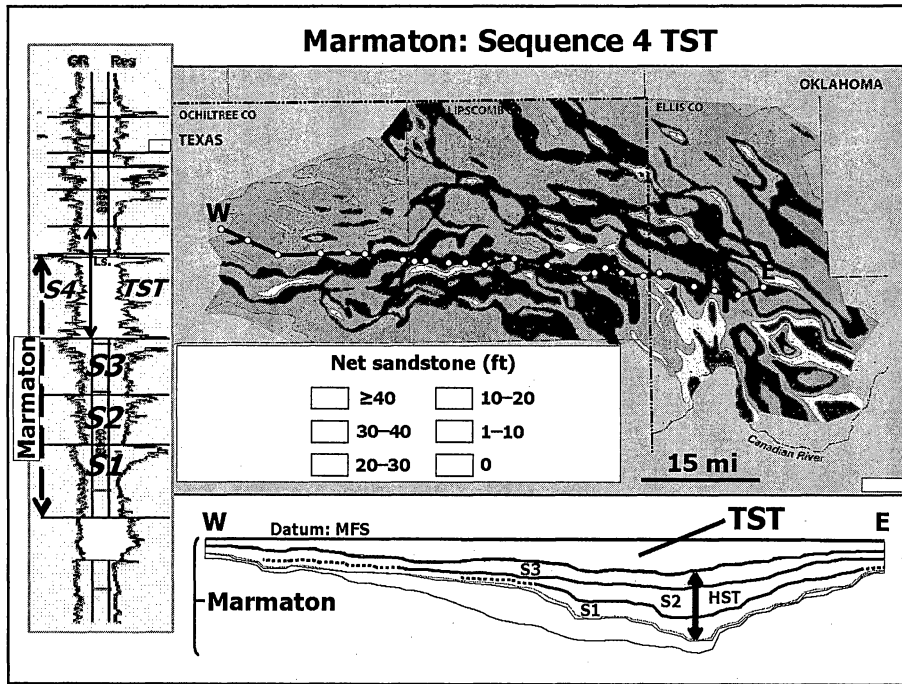 Marmaton: Sequence 4 TST
GR Res
LS.
S4 TST
S3
S2
S1
Marmaton
OCHILTREE CO
TEXAS
LIPSCOMB
ELLIS CO
OKLAHOMA
W
E
Net sandstone (ft)
≥40 10–20
30–40 1–10
20–30 0
15 mi
Canadian River
W
Datum: MFS
TST
E
Marmaton
S3
S1
S2
HST